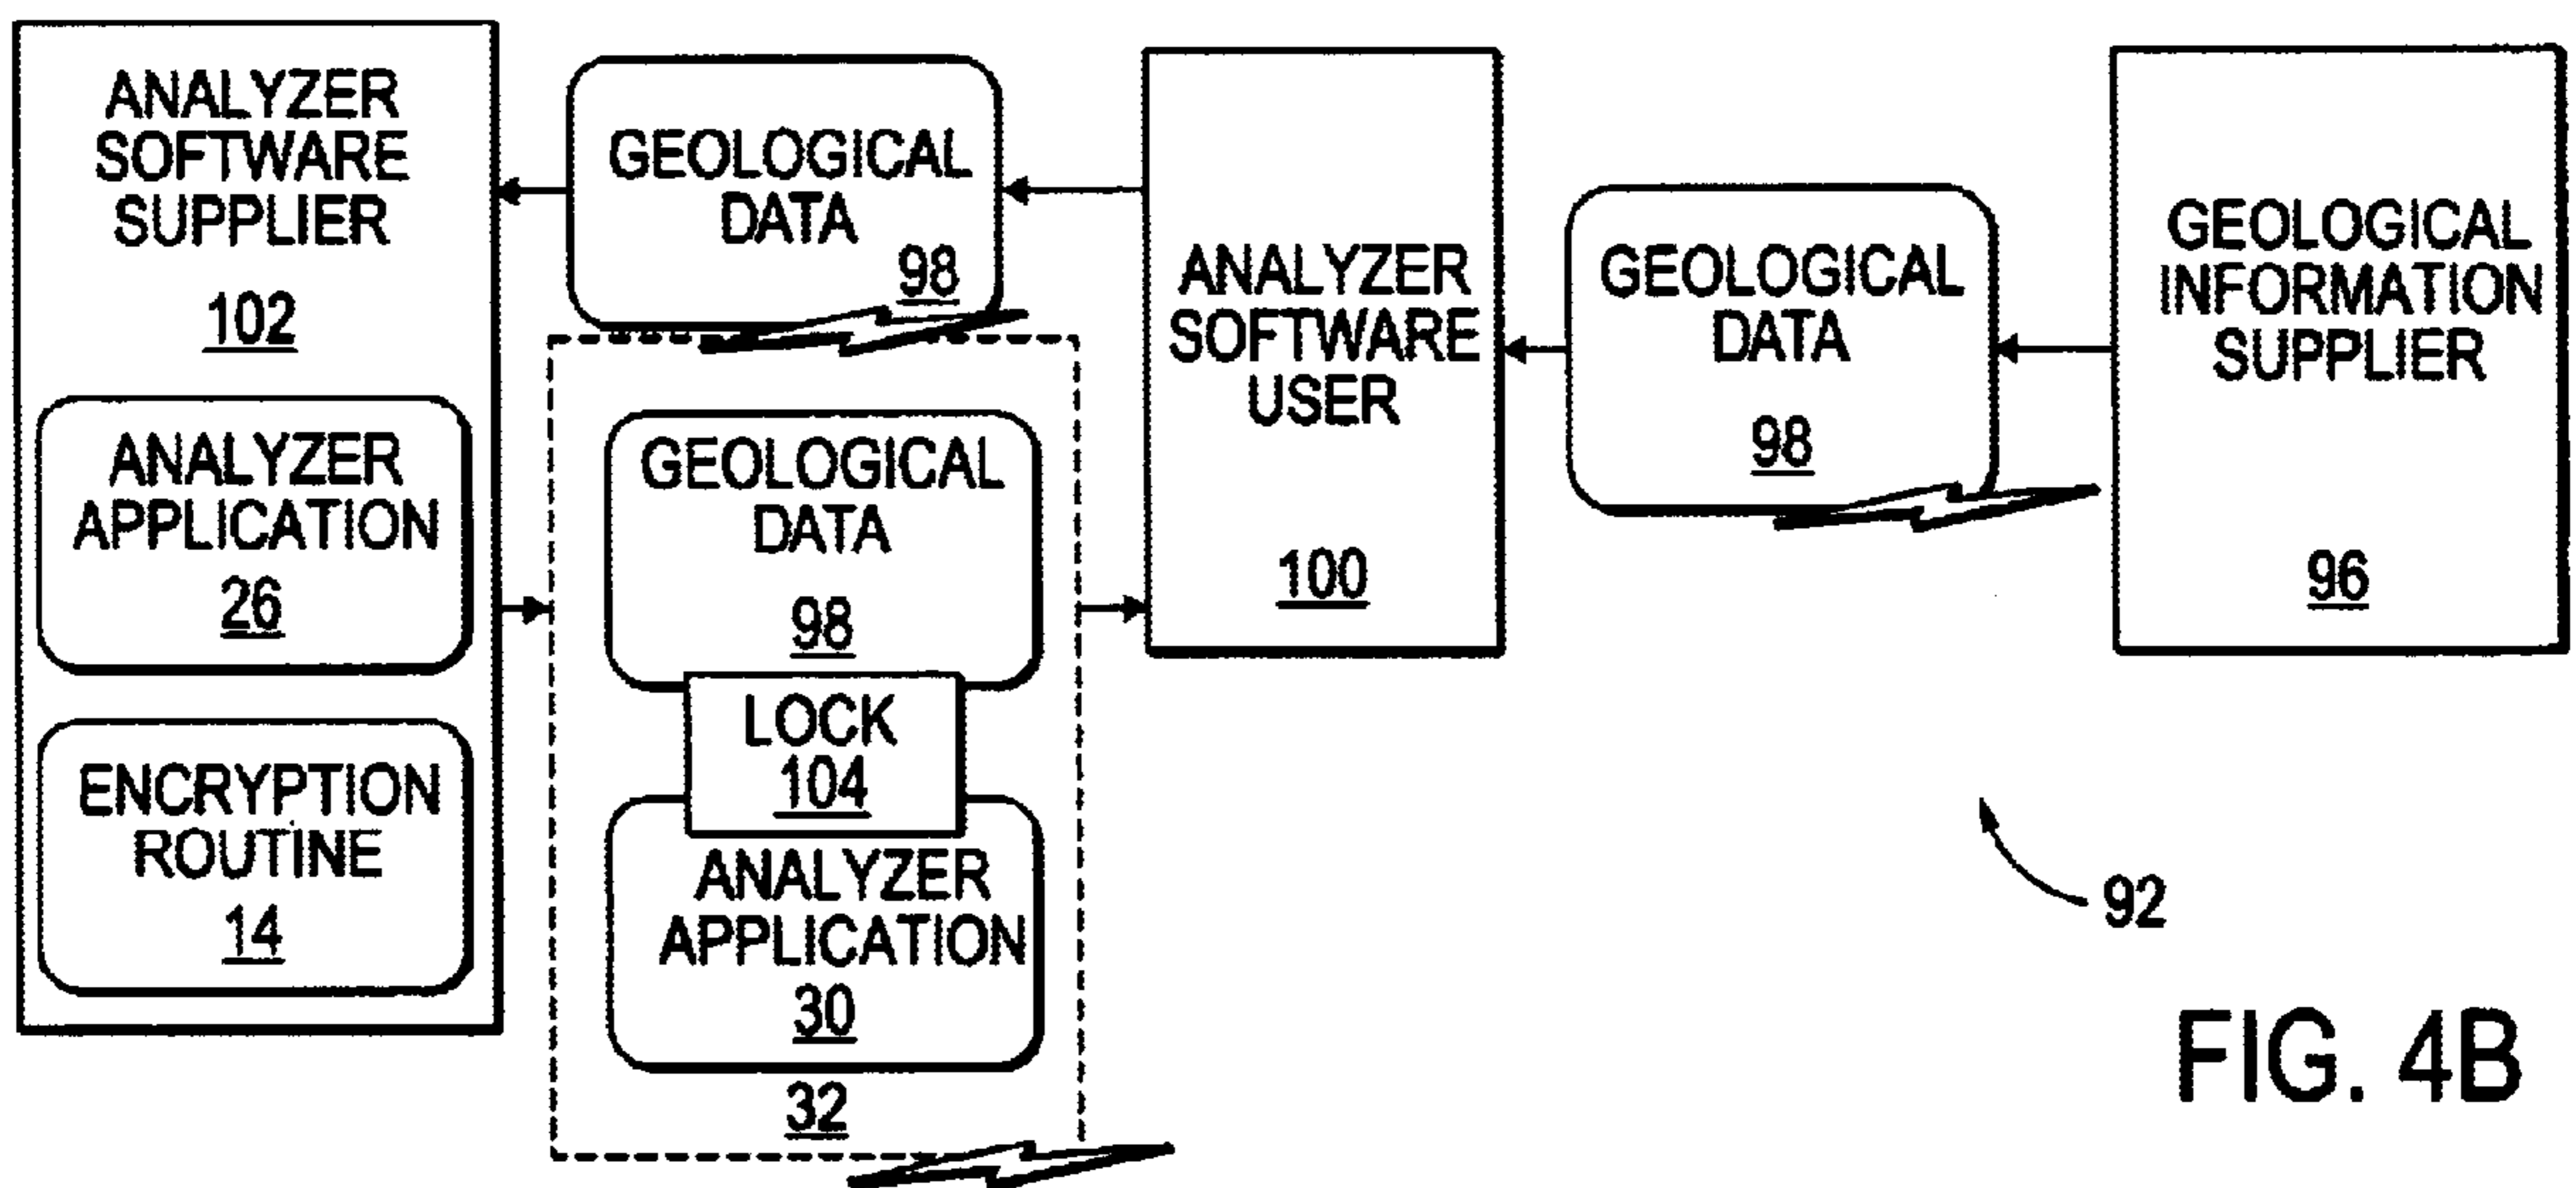 ANALYZER
SOFTWARE
SUPPLIER
102
ANALYZER
APPLICATION
26
ENCRYPTION
ROUTINE
14
GEOLOGICAL
DATA
98
GEOLOGICAL
DATA
98
LOCK
104
ANALYZER
APPLICATION
30
32
ANALYZER
SOFTWARE
USER
100
GEOLOGICAL
DATA
98
GEOLOGICAL
INFORMATION
SUPPLIER
96
92
FIG. 4B